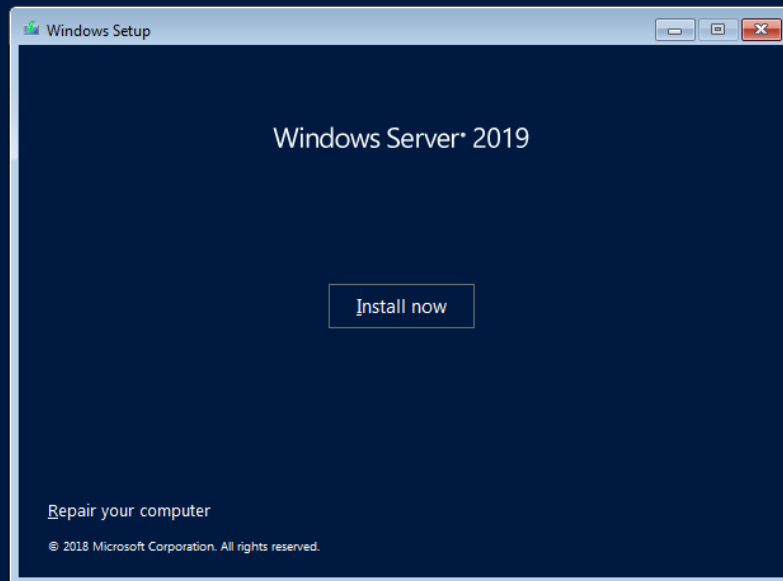 Windows Setup
Windows Server® 2019
Install now
Repair your computer
© 2018 Microsoft Corporation. All rights reserved.